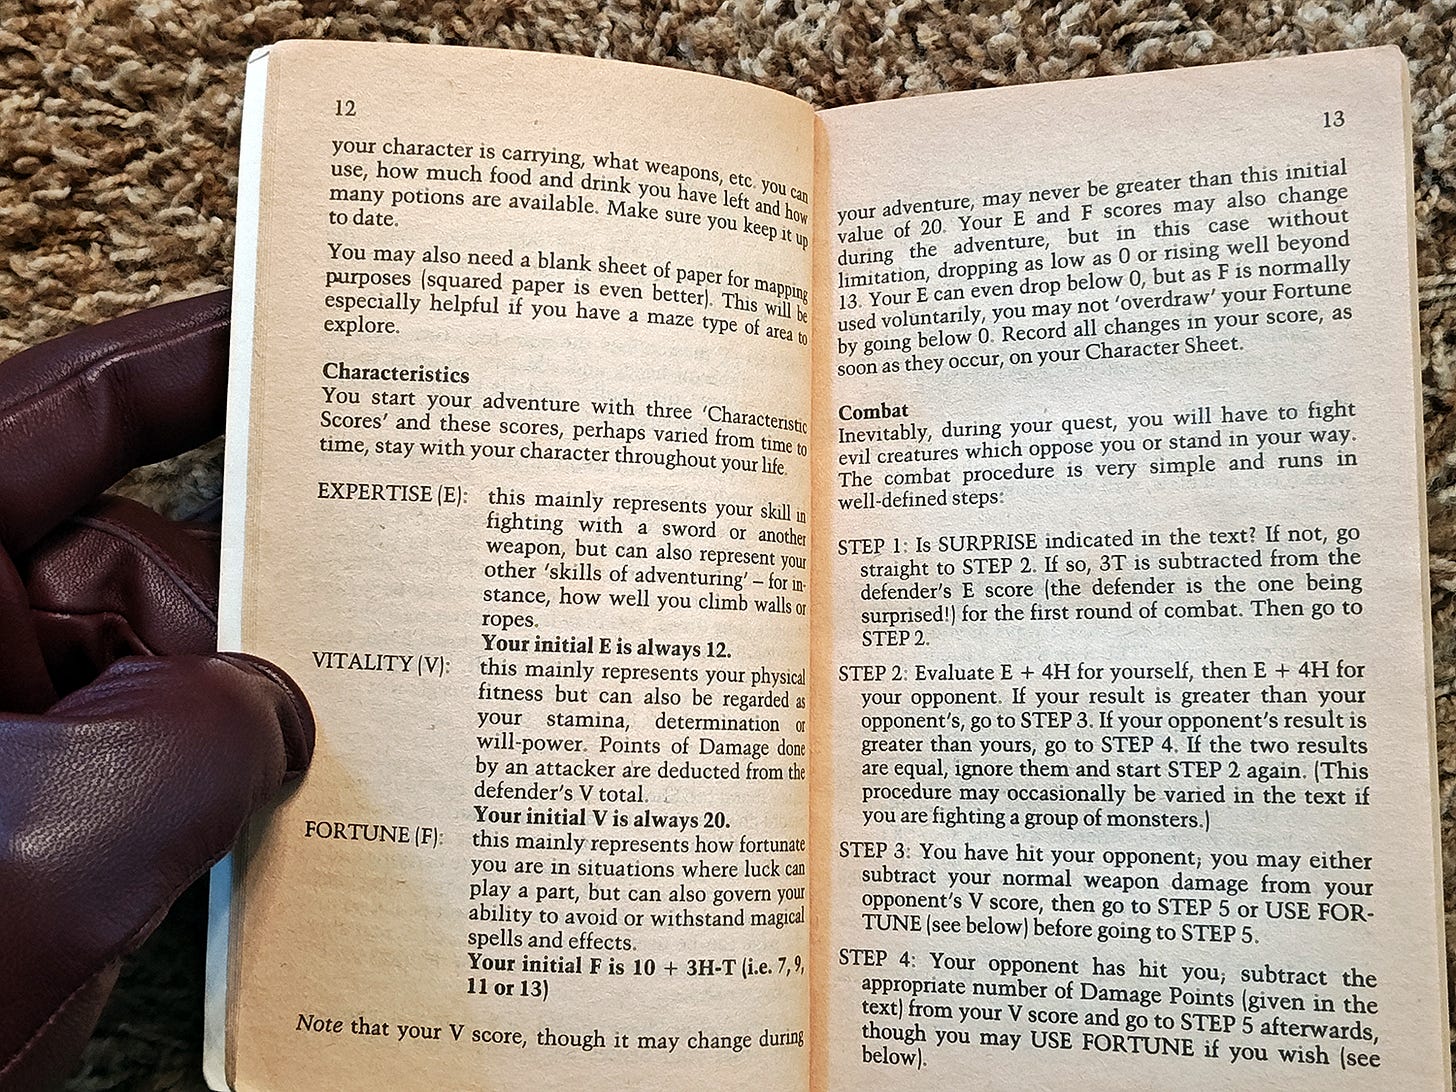 12
your character is carrying, what weapons, etc. you can
use, how much food and drink you have left and how
many potions are available. Make sure you keep it up
to date.
You may also need a blank sheet of paper for mapping
purposes (squared paper is even better). This will be
especially helpful if you have a maze type of area to
explore.
Characteristics
You start your adventure with three 'Characteristic
Scores' and these scores, perhaps varied from time to
time, stay with your character throughout your life.
EXPERTISE (E): this mainly represents your skill in
fighting with a sword or another
weapon, but can also represent your
other 'skills of adventuring' – for in-
stance, how well you climb walls or
ropes.
Your initial E is always 12.
VITALITY (V): this mainly represents your physical
fitness but can also be regarded as
your stamina, determination or
will-power. Points of Damage done
by an attacker are deducted from the
defender's V total.
Your initial V is always 20.
FORTUNE (F): this mainly represents how fortunate
you are in situations where luck can
play a part, but can also govern your
ability to avoid or withstand magical
spells and effects.
Your initial F is 10 + 3H-T (i.e. 7, 9,
11 or 13)
Note that your V score, though it may change during
13
your adventure, may never be greater than this initial
value of 20. Your E and F scores may also change
during the adventure, but in this case without
limitation, dropping as low as 0 or rising well beyond
13. Your E can even drop below 0, but as F is normally
used voluntarily, you may not 'overdraw' your Fortune
by going below 0. Record all changes in your score, as
soon as they occur, on your Character Sheet.
Combat
Inevitably, during your quest, you will have to fight
evil creatures which oppose you or stand in your way.
The combat procedure is very simple and runs in
well-defined steps:
STEP 1: Is SURPRISE indicated in the text? If not, go
straight to STEP 2. If so, 3T is subtracted from the
defender's E score (the defender is the one being
surprised!) for the first round of combat. Then go to
STEP 2.
STEP 2: Evaluate E + 4H for yourself, then E + 4H for
your opponent. If your result is greater than your
opponent's, go to STEP 3. If your opponent's result is
greater than yours, go to STEP 4. If the two results
are equal, ignore them and start STEP 2 again. (This
procedure may occasionally be varied in the text if
you are fighting a group of monsters.)
STEP 3: You have hit your opponent; you may either
subtract your normal weapon damage from your
opponent's V score, then go to STEP 5 or USE FOR-
TUNE (see below) before going to STEP 5.
STEP 4: Your opponent has hit you; subtract the
appropriate number of Damage Points (given in the
text) from your V score and go to STEP 5 afterwards,
though you may USE FORTUNE if you wish (see
below).